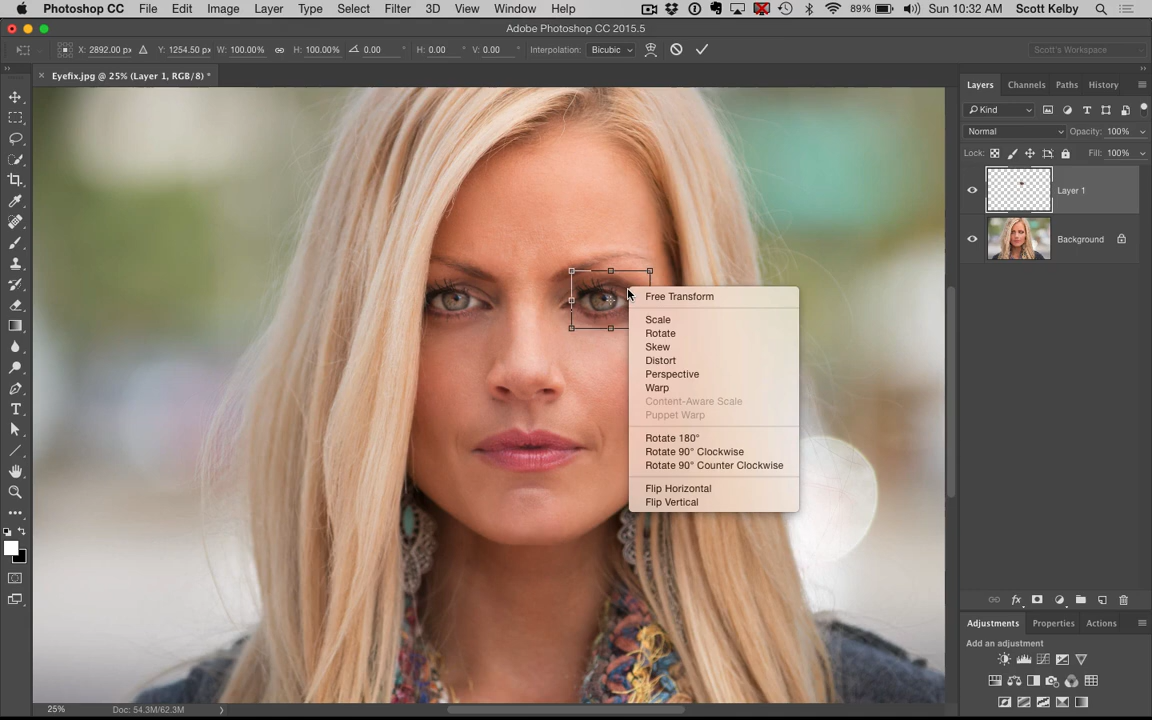 Photoshop CC File Edit Image Layer Type Select Filter 3D View Window Help 89% Sun 10:32 AM Scott Kelby
Adobe Photoshop CC 2015.5
X: 2892.00 px Y: 1254.50 px W: 100.00% H: 100.00% 0.00 ° H: 0.00 ° V: 0.00 ° Interpolation: Bicubic Scott's Workspace
Eyefix.jpg @ 25% (Layer 1, RGB/8) *
Layers Channels Paths History
Kind
Normal Opacity: 100%
Lock: Fill: 100%
Layer 1
Background
Free Transform
Scale
Rotate
Skew
Distort
Perspective
Warp
Content-Aware Scale
Puppet Warp
Rotate 180°
Rotate 90° Clockwise
Rotate 90° Counter Clockwise
Flip Horizontal
Flip Vertical
fx
Adjustments Properties Actions
Add an adjustment
25% Doc: 54.3M/62.3M